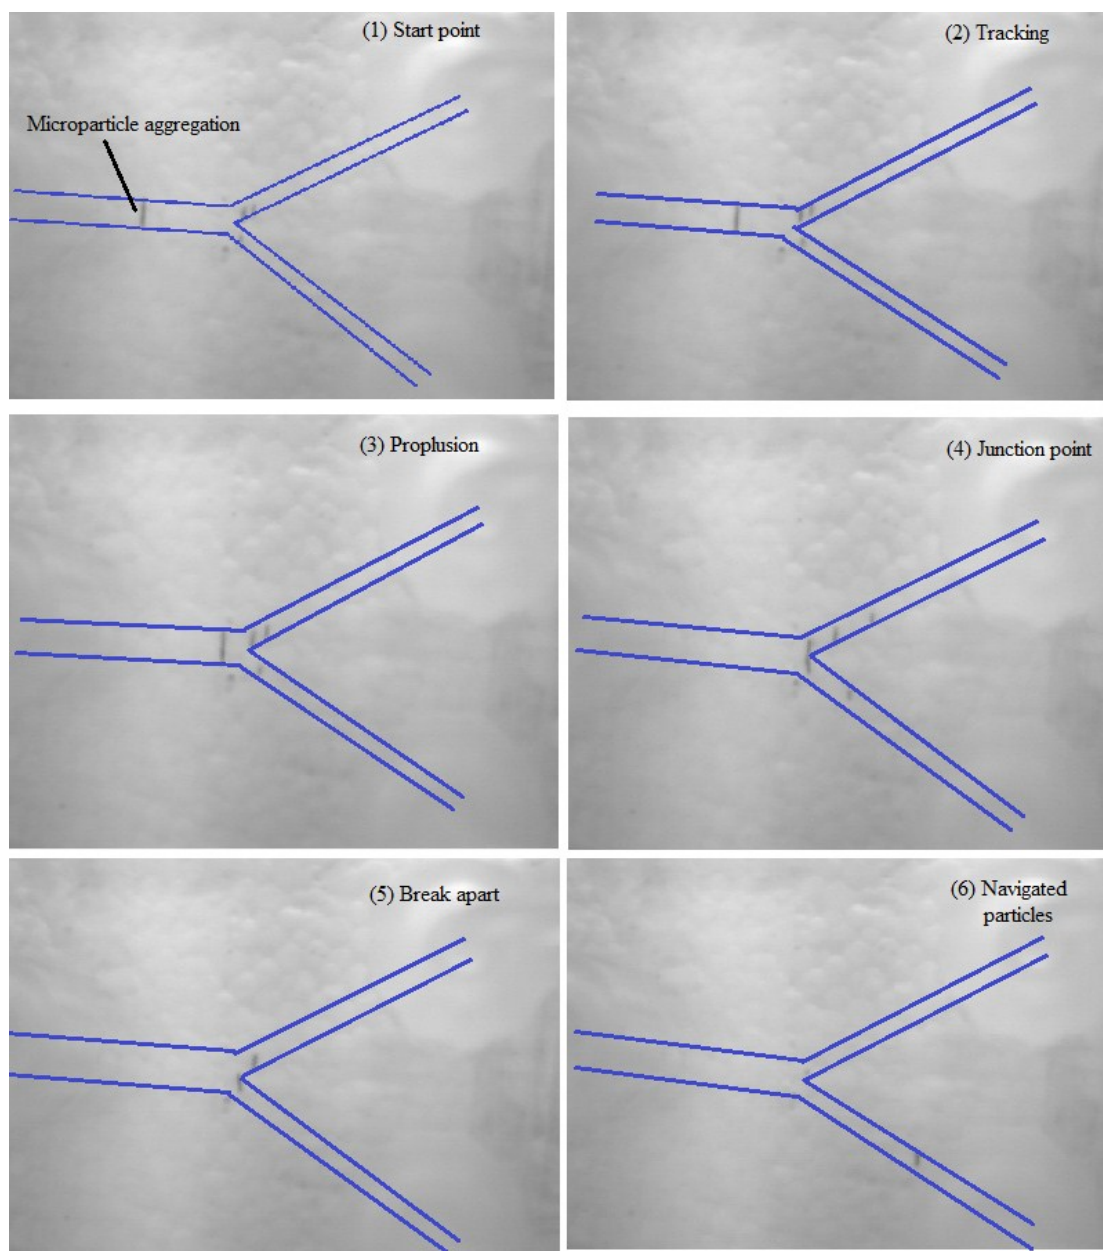 (1) Start point
Microparticle aggregation
(2) Tracking
(3) Proplusion
(4) Junction point
(5) Break apart
(6) Navigated
particles